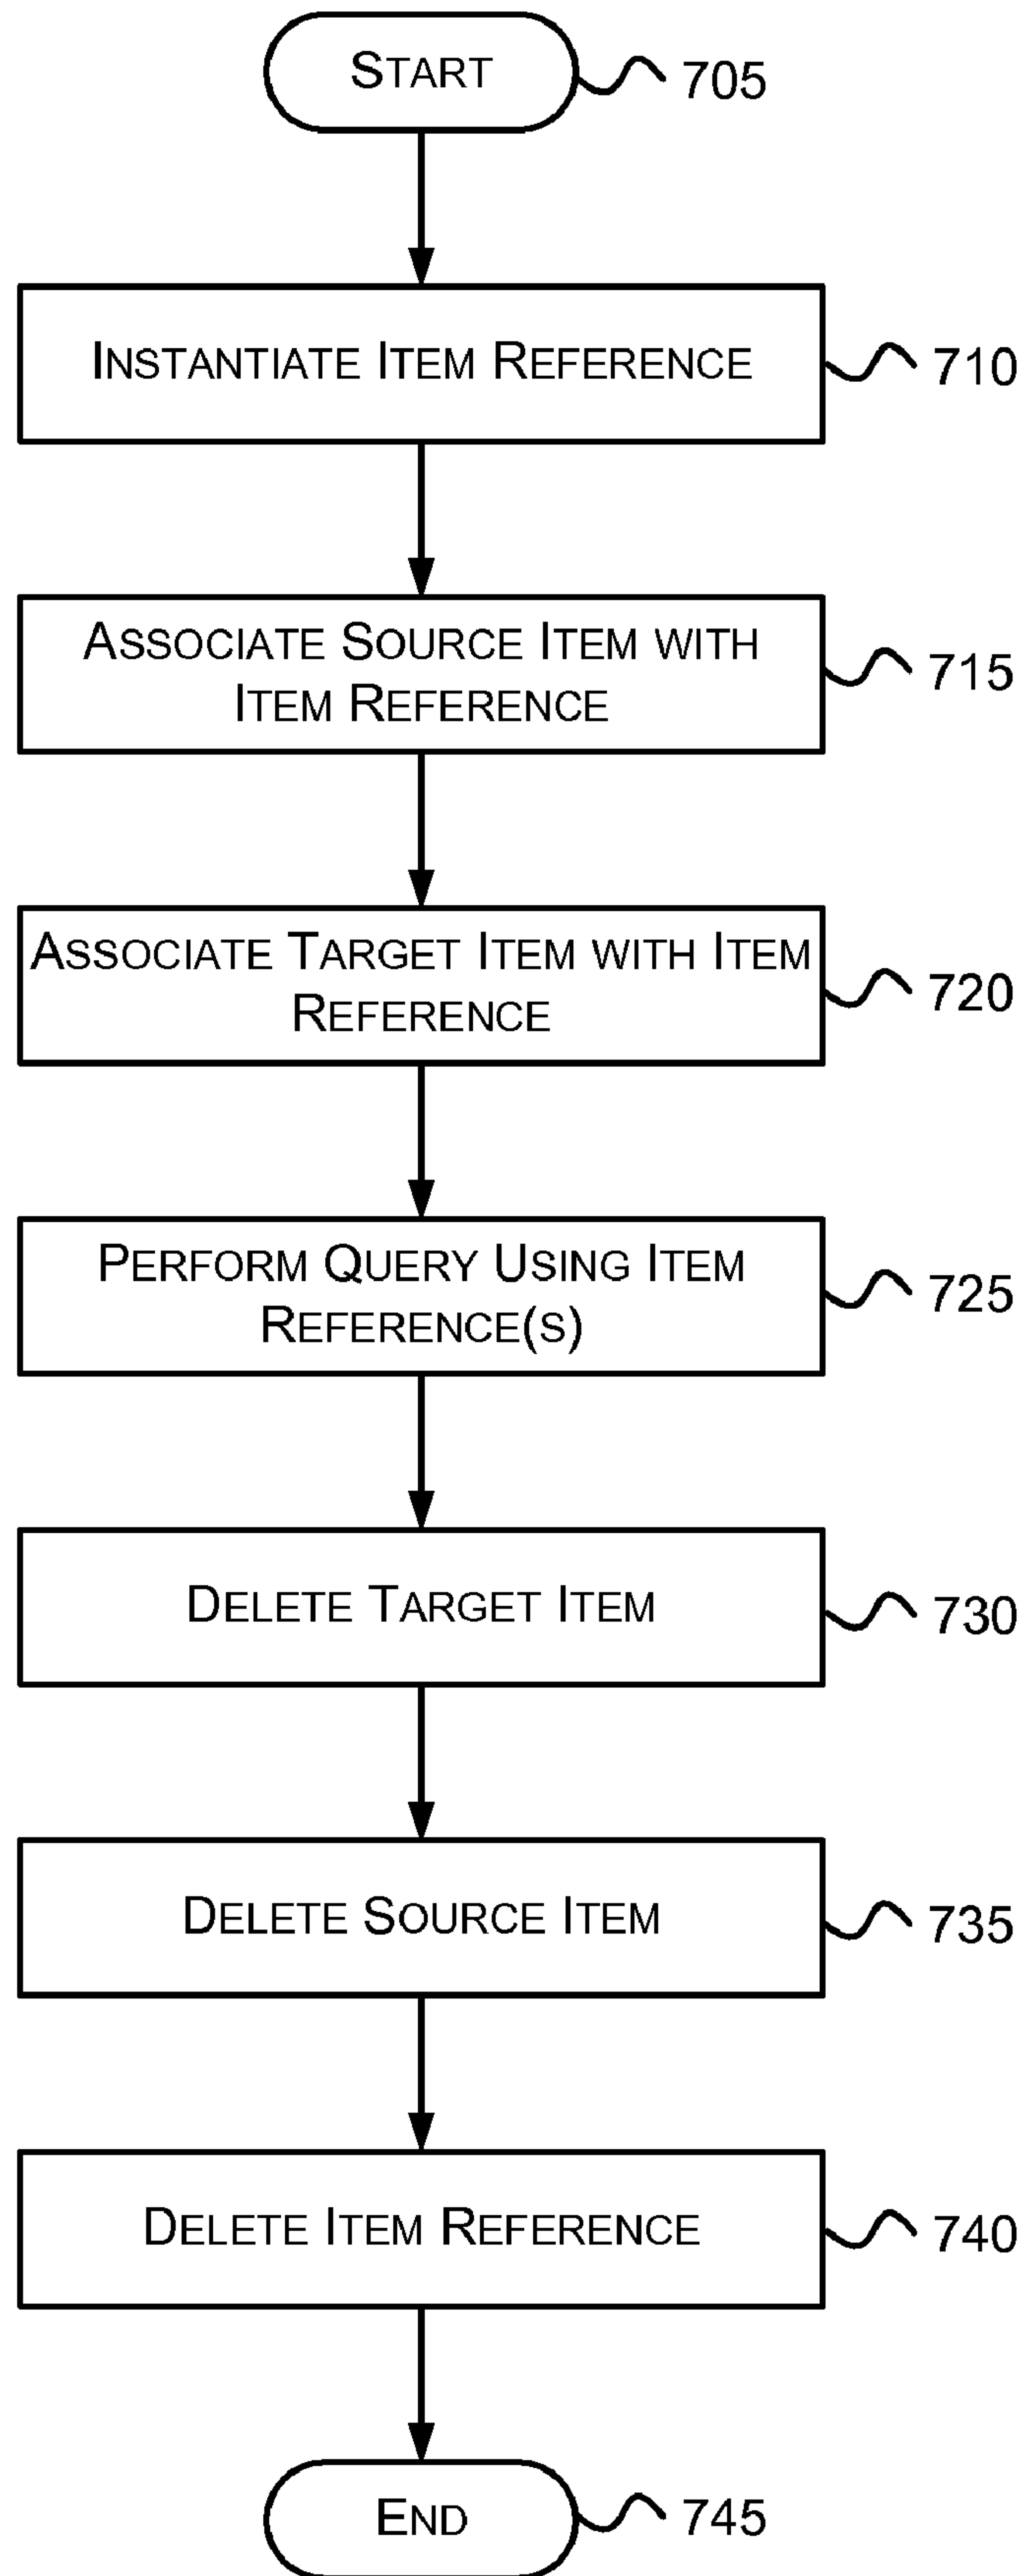 START
705
INSTANTIATE ITEM REFERENCE
710
ASSOCIATE SOURCE ITEM WITH
ITEM REFERENCE
715
ASSOCIATE TARGET ITEM WITH ITEM
REFERENCE
720
PERFORM QUERY USING ITEM
REFERENCE(S)
725
DELETE TARGET ITEM
730
DELETE SOURCE ITEM
735
DELETE ITEM REFERENCE
740
END
745